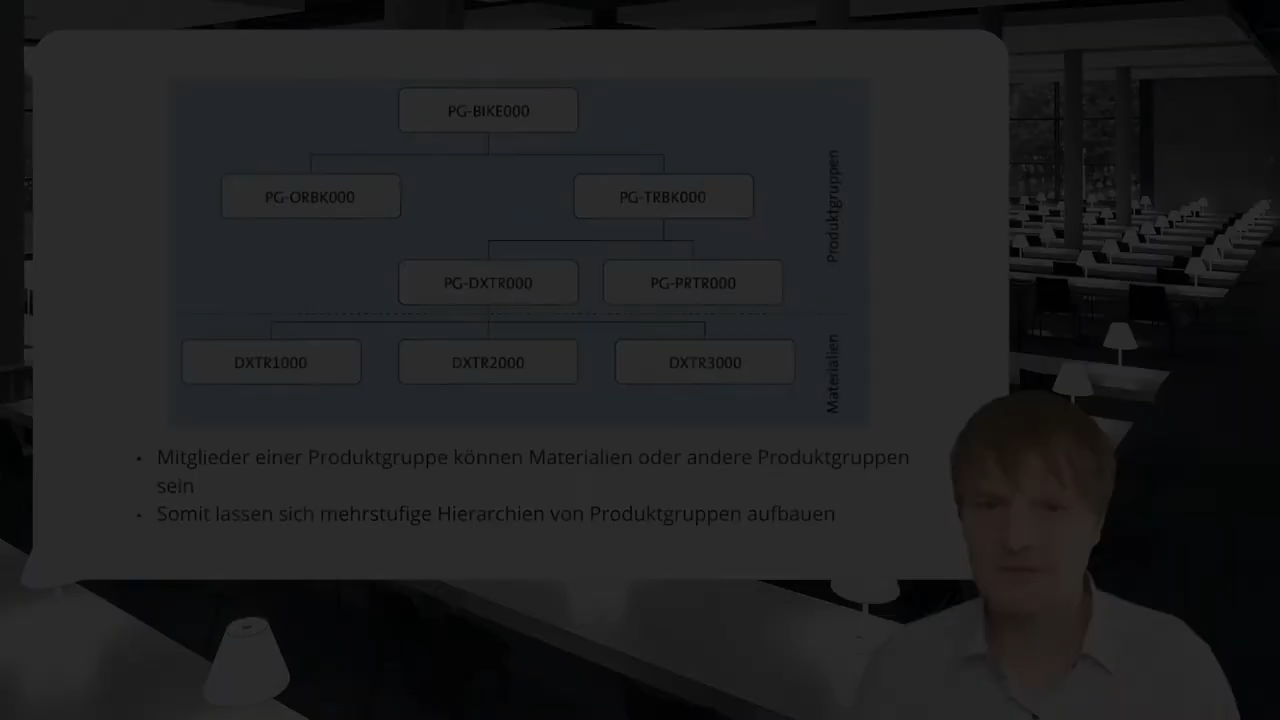 PG-BIKE000
PG-ORBK000
PG-TRBK000
PG-DXTR000
PG-PRTR000
Produktgruppen
DXTR1000
DXTR2000
DXTR3000
Materialien
• Mitglieder einer Produktgruppe können Materialien oder andere Produktgruppen
sein
• Somit lassen sich mehrstufige Hierarchien von Produktgruppen aufbauen